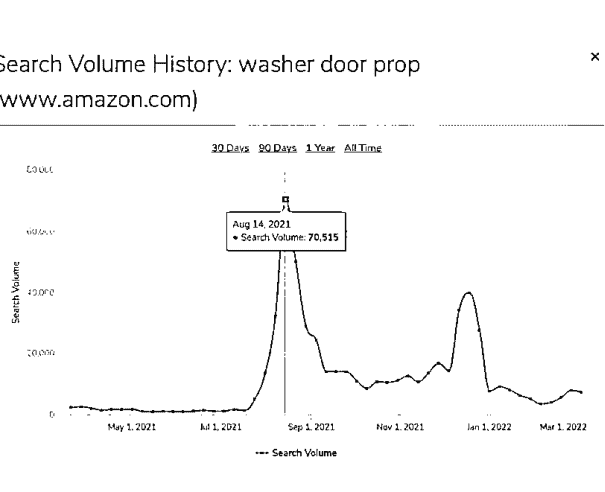 Search Volume History: washer door prop
(www.amazon.com)
×
30 Days 90 Days 1 Year All Time
Aug 14, 2021
• Search Volume: 70,515
Search Volume
0
May 1, 2021 Jul 1, 2021 Sep 1, 2021 Nov 1, 2021 Jan 1, 2022 Mar 1, 2022
Search Volume